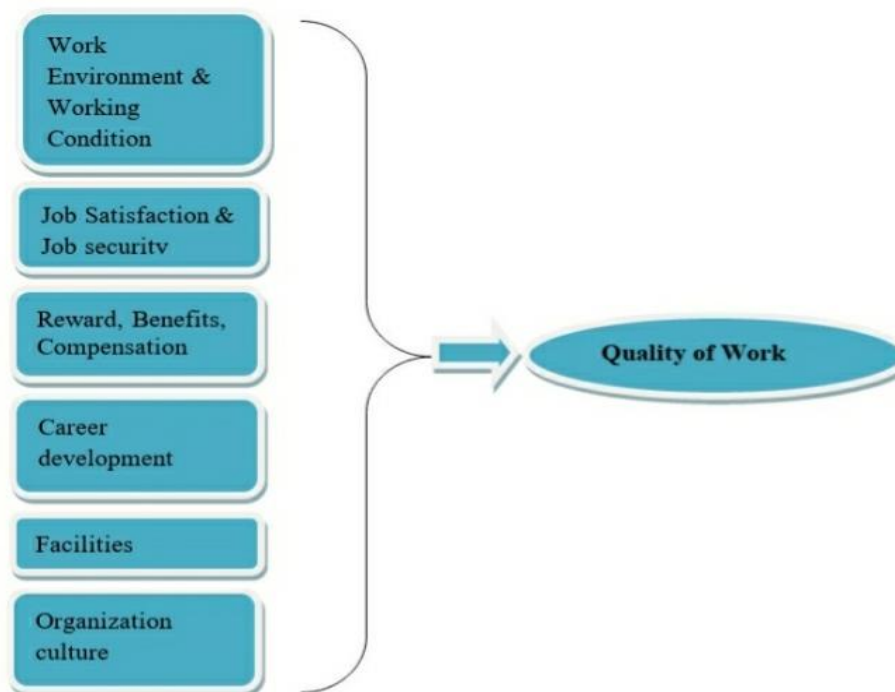 Work
Environment &
Working
Condition
Job Satisfaction &
Job security
Reward, Benefits,
Compensation
Career
development
Facilities
Organization
culture
Quality of Work